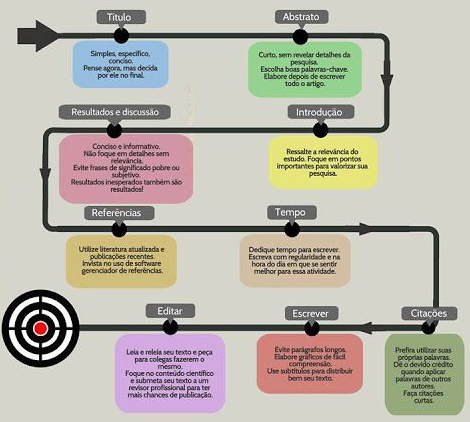 Título
Simples, específico,
conciso.
Pense agora, mas decida
por ele no final.
Abstrato
Curto, sem revelar detalhes da
pesquisa.
Escolha boas palavras-chave.
Elabore depois de escrever
todo o artigo.
Introdução
Ressalte a relevância do
estudo. Foque em pontos
importantes para valorizar sua
pesquisa.
Resultados e discussão
Conciso e informativo.
Não foque em detalhes sem
relevância.
Evite frases de significado pobre ou
subjetivo.
Resultados inesperados também são
resultados!
Referências
Utilize literatura atualizada e
publicações recentes.
Invista no uso de software
gerenciador de referências.
Tempo
Dedique tempo para escrever.
Escreva com regularidade e na
hora do dia em que se sentir
melhor para essa atividade.
Citações
Prefira utilizar suas
próprias palavras.
Dê o devido crédito
quando aplicar
palavras de outros
autores.
Faça citações
curtas.
Escrever
Evite parágrafos longos.
Elabore gráficos de fácil
compreensão.
Use subtítulos para distribuir
bem seu texto.
Editar
Leia e releia seu texto e peça
para colegas fazerem o
mesmo.
Foque no conteúdo científico
e submeta seu texto a um
revisor profissional para ter
mais chances de publicação.